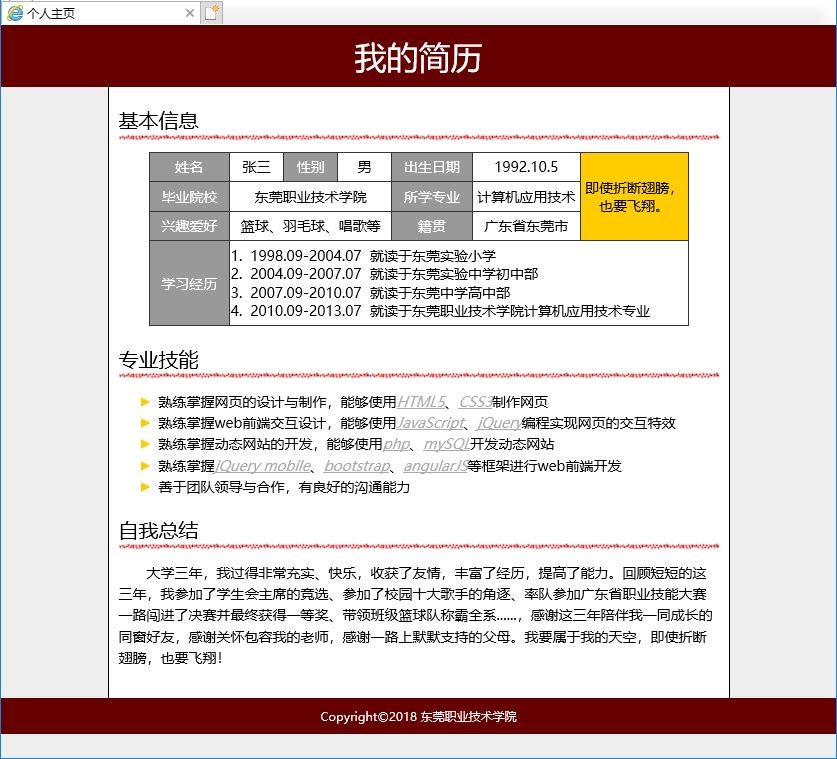 个人主页
我的简历
基本信息
姓名 张三 性别 男 出生日期 1992.10.5
即使折断翅膀，
也要飞翔。
毕业院校 东莞职业技术学院 所学专业 计算机应用技术
兴趣爱好 篮球、羽毛球、唱歌等 籍贯 广东省东莞市
学习经历
1. 1998.09-2004.07 就读于东莞实验小学
2. 2004.09-2007.07 就读于东莞实验中学初中部
3. 2007.09-2010.07 就读于东莞中学高中部
4. 2010.09-2013.07 就读于东莞职业技术学院计算机应用技术专业
专业技能
熟练掌握网页的设计与制作，能够使用HTML5、CSS3制作网页
熟练掌握web前端交互设计，能够使用JavaScript、jQuery编程实现网页的交互特效
熟练掌握动态网站的开发，能够使用php、mySQL开发动态网站
熟练掌握jQuery mobile、bootstrap、angularJS等框架进行web前端开发
善于团队领导与合作，有良好的沟通能力
自我总结
大学三年，我过得非常充实、快乐，收获了友情，丰富了经历，提高了能力。回顾短短的这
三年，我参加了学生会主席的竞选、参加了校园十大歌手的角逐、率队参加广东省职业技能大赛
一路闯进了决赛并最终获得一等奖、带领班级篮球队称霸全系......，感谢这三年陪伴我一同成长的
同窗好友，感谢关怀包容我的老师，感谢一路上默默支持的父母。我要属于我的天空，即使折断
翅膀，也要飞翔！
Copyright©2018 东莞职业技术学院